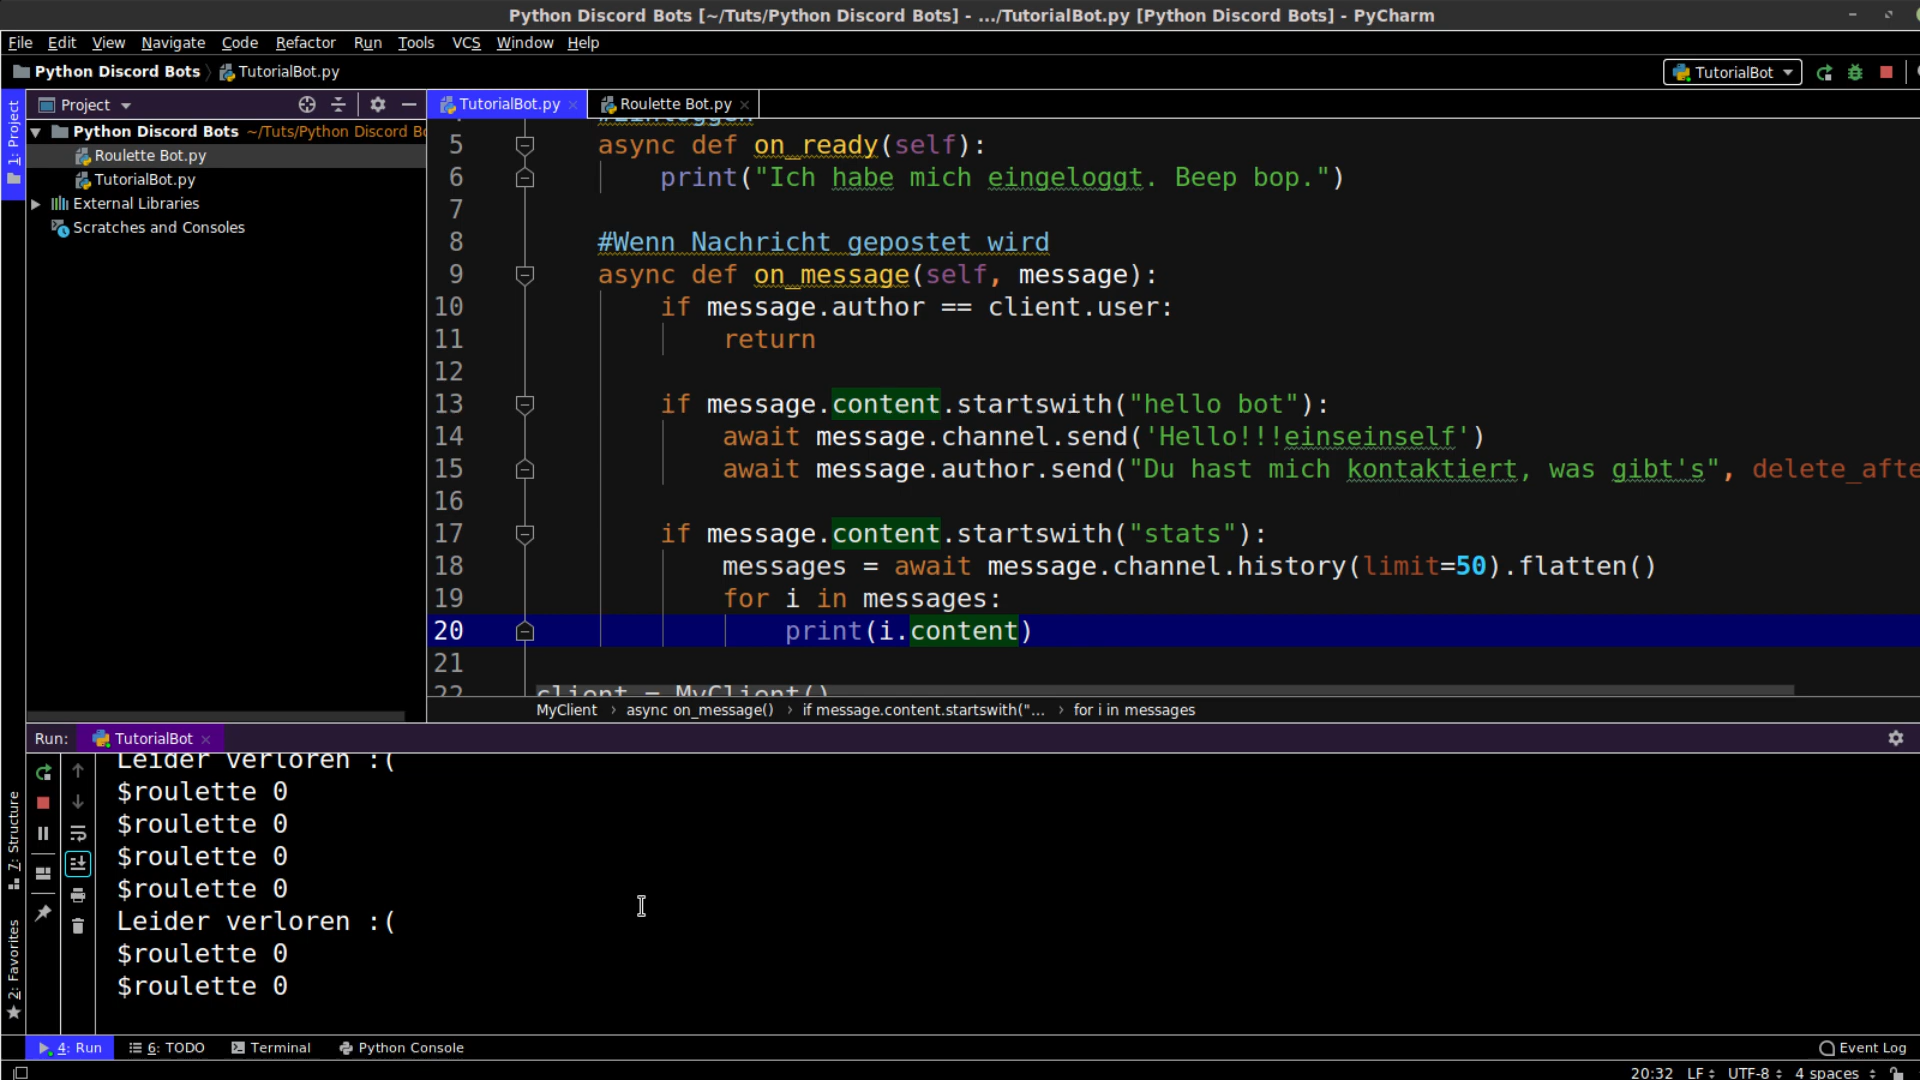 Python Discord Bots [~/Tuts/Python Discord Bots] - .../TutorialBot.py [Python Discord Bots] - PyCharm
File Edit View Navigate Code Refactor Run Tools VCS Window Help
Python Discord Bots TutorialBot.py TutorialBot
1: Project
Project
TutorialBot.py Roulette Bot.py
Python Discord Bots ~/Tuts/Python Discord Bo
Roulette Bot.py
TutorialBot.py
External Libraries
Scratches and Consoles
#Einloggen
5 async def on_ready(self):
6 print("Ich habe mich eingeloggt. Beep bop.")
7
8 #Wenn Nachricht gepostet wird
9 async def on_message(self, message):
10 if message.author == client.user:
11 return
12
13 if message.content.startswith("hello bot"):
14 await message.channel.send('Hello!!!einseinself')
15 await message.author.send("Du hast mich kontaktiert, was gibt's", delete_afte
16
17 if message.content.startswith("stats"):
18 messages = await message.channel.history(limit=50).flatten()
19 for i in messages:
20 print(i.content)
21
22 client = MyClient()
MyClient › async on_message() › if message.content.startswith("... › for i in messages
Run: TutorialBot
Leider verloren :(
$roulette 0
$roulette 0
$roulette 0
$roulette 0
Leider verloren :(
$roulette 0
$roulette 0
7: Structure
2: Favorites
4: Run 6: TODO Terminal Python Console Event Log
20:32 LF UTF-8 4 spaces